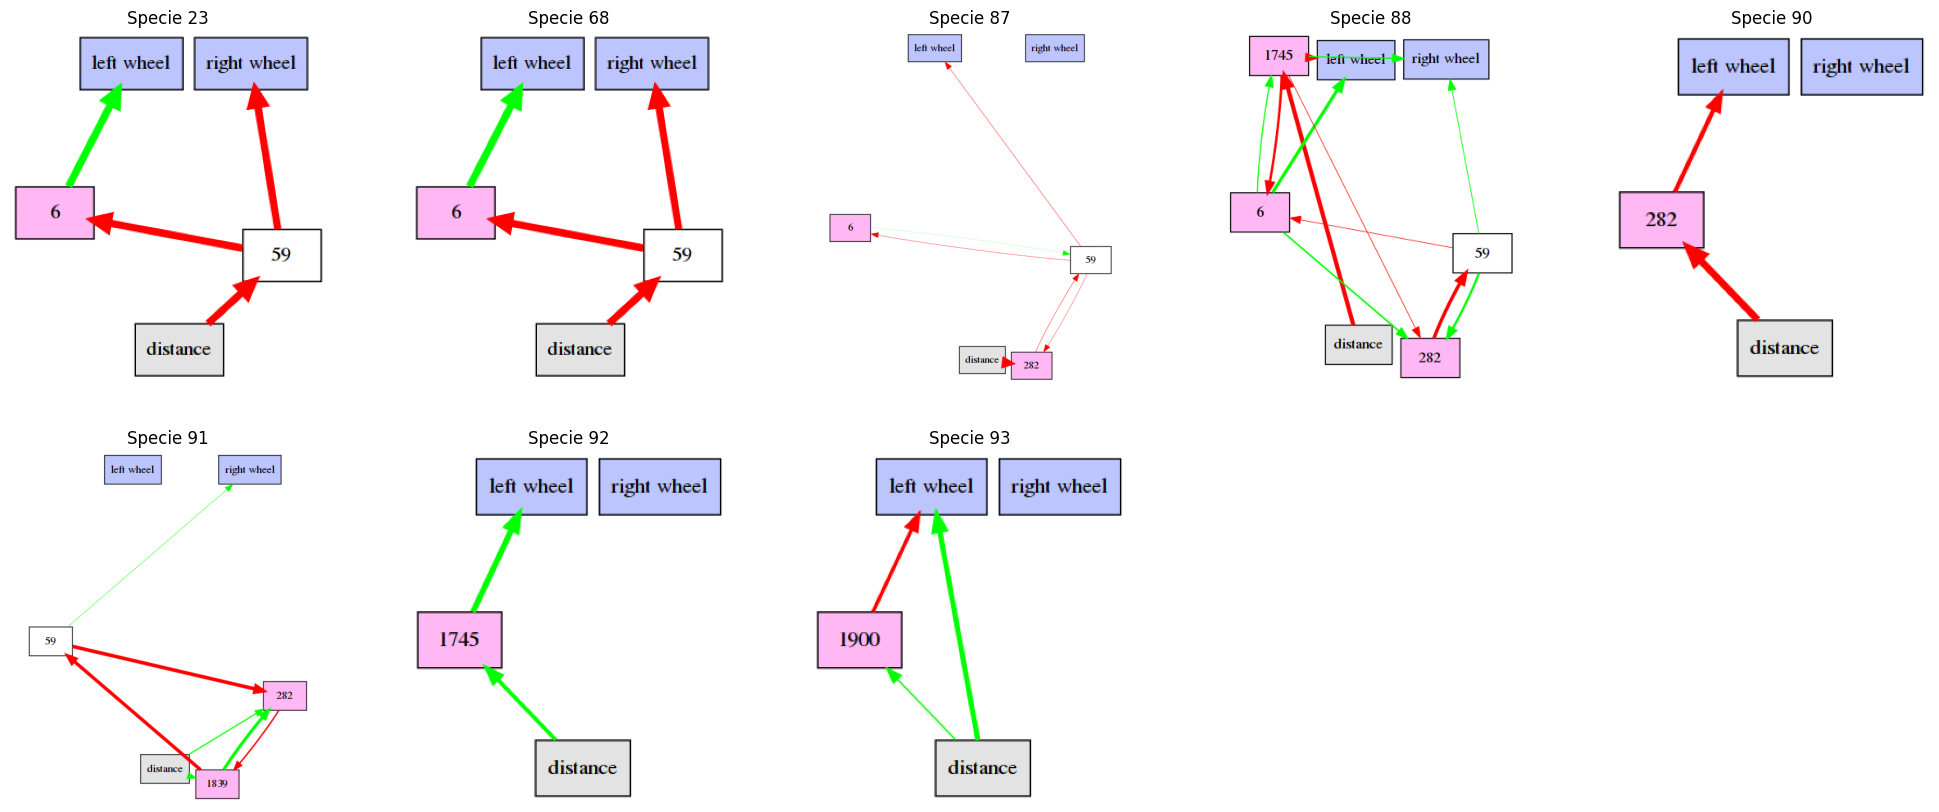 Specie 23
left wheel
right wheel
6
59
distance
Specie 68
left wheel
right wheel
6
59
distance
Specie 87
left wheel
right wheel
6
59
distance
282
Specie 88
1745
left wheel
right wheel
6
59
distance
282
Specie 90
left wheel
right wheel
282
distance
Specie 91
left wheel
right wheel
59
282
distance
1839
Specie 92
left wheel
right wheel
1745
distance
Specie 93
left wheel
right wheel
1900
distance